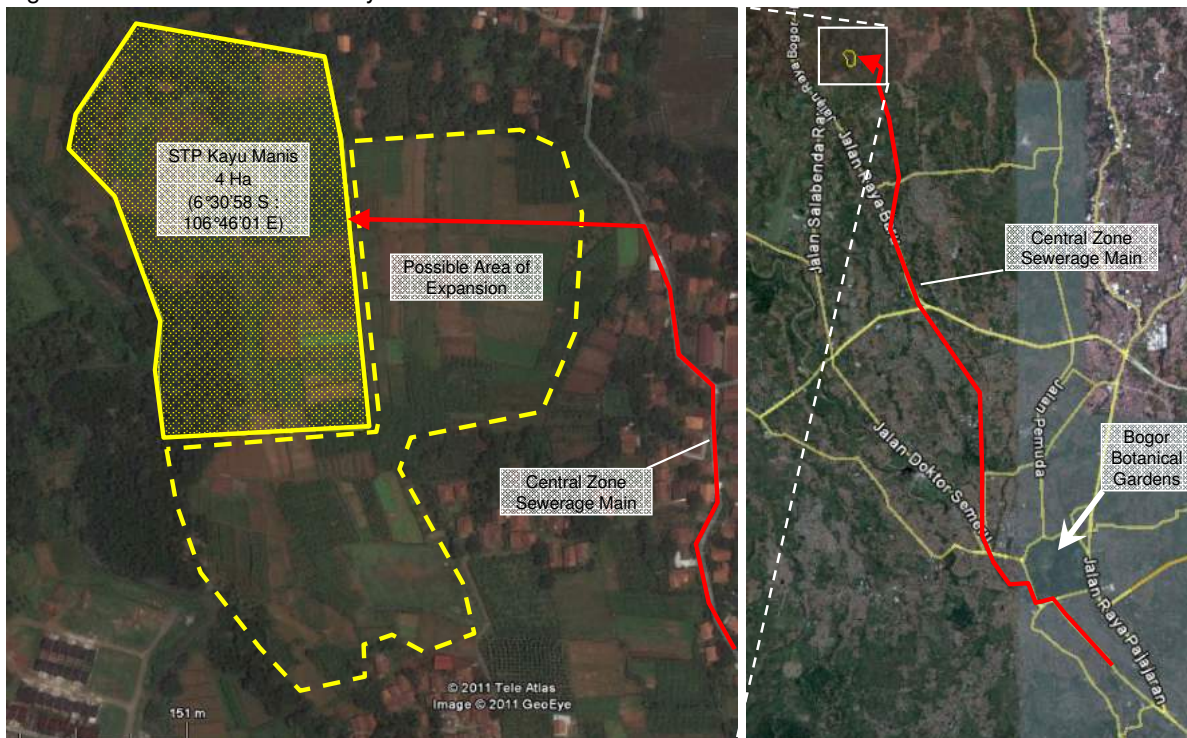 STP Kayu Manis
4 Ha
(6°30'58 S :
106°46'01 E)
Possible Area of
Expansion
Central Zone
Sewerage Main
© 2011 Tele Atlas
Image © 2011 GeoEye
151 m
Jalan Raya Bogor
Jalan Salabenda Raya
Central Zone
Sewerage Main
Jalan Pemuda
Jalan Doktor Semeru
Bogor
Botanical
Gardens
Jalan Raya Pajajaran